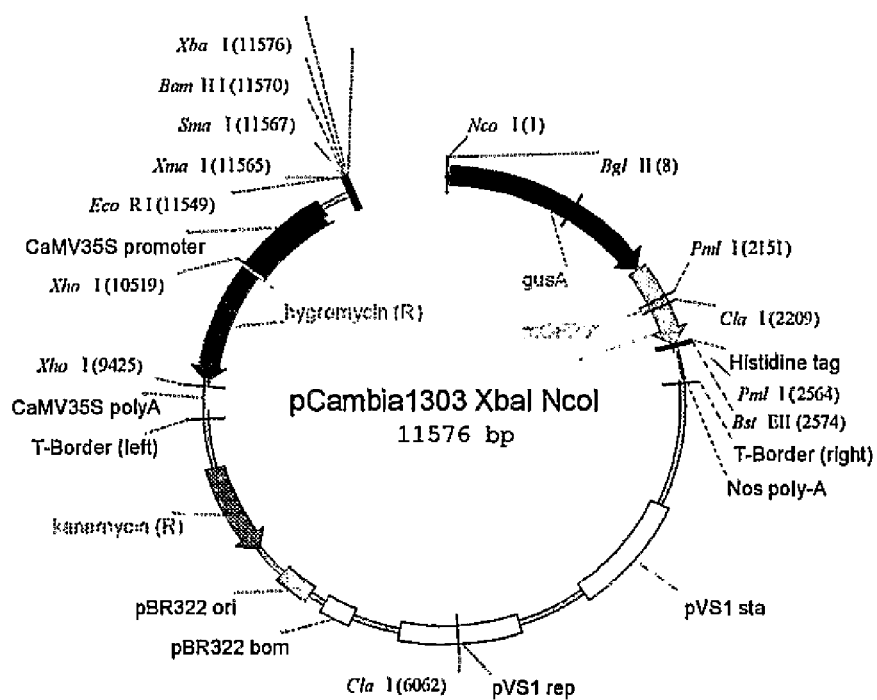 Xba I (11576)
Bam H I (11570)
Sma I (11567)
Xma I (11565)
Eco R I (11549)
CaMV35S promoter
Xho I (10519)
hygromycin (R)
Xho I (9425)
CaMV35S polyA
T-Border (left)
kanamycin (R)
pBR322 ori
pBR322 bom
Cla I (6062)
pVS1 rep
pVS1 sta
Nco I (1)
Bgl II (8)
gusA
Pml I (2151)
Cla I (2209)
Histidine tag
Pml I (2564)
Bst EII (2574)
T-Border (right)
Nos poly-A
pCambia1303 XbaI NcoI
11576 bp